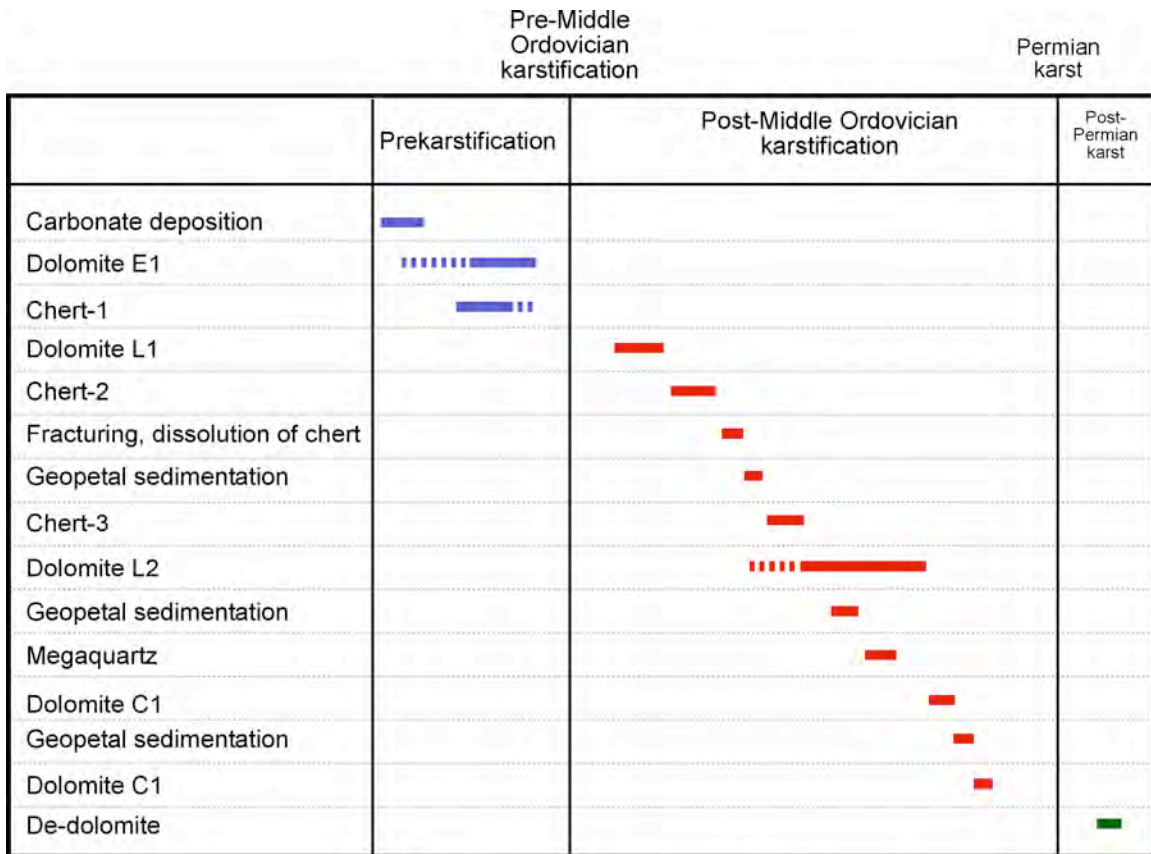 Pre-Middle
Ordovician
karstification
Permian
karst
Prekarstification
Post-Middle Ordovician
karstification
Post-
Permian
karst
Carbonate deposition
Dolomite E1
Chert-1
Dolomite L1
Chert-2
Fracturing, dissolution of chert
Geopetal sedimentation
Chert-3
Dolomite L2
Geopetal sedimentation
Megaquartz
Dolomite C1
Geopetal sedimentation
Dolomite C1
De-dolomite